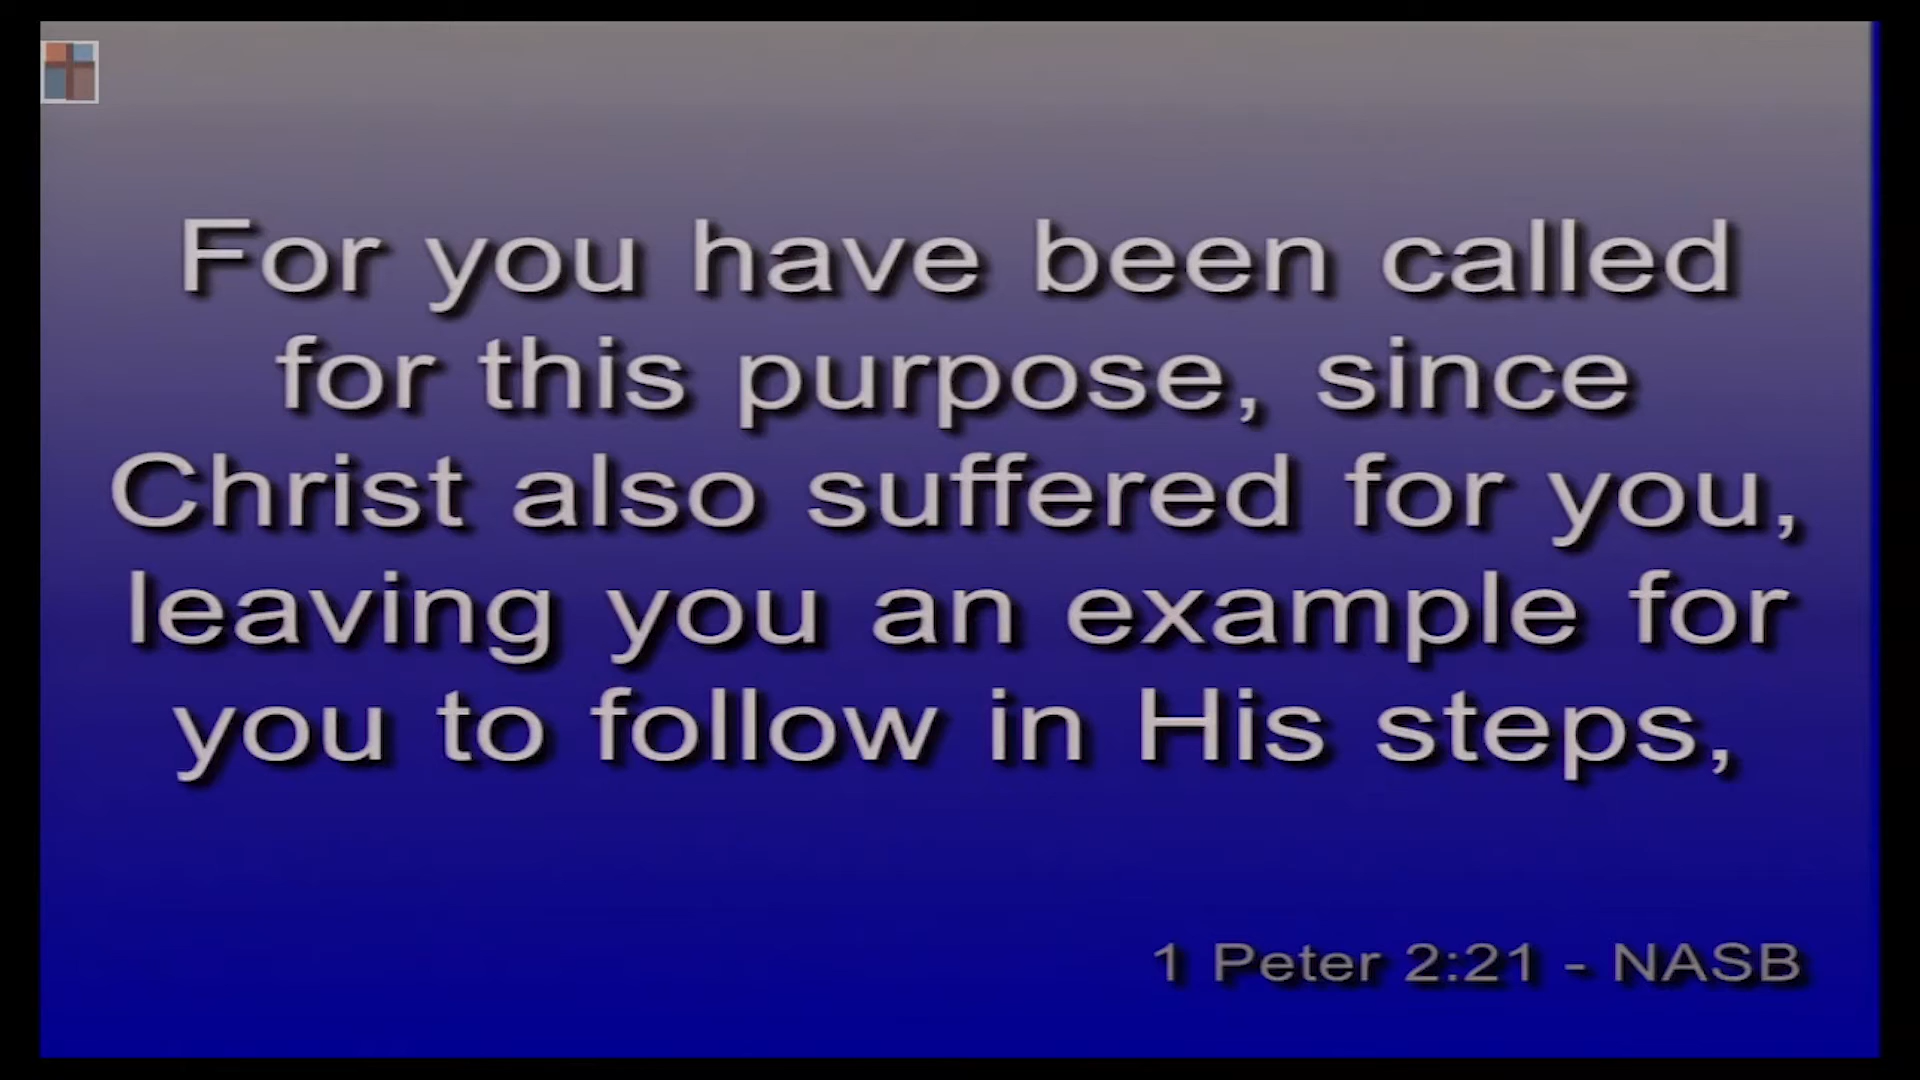 For you have been called
for this purpose, since
Christ also suffered for you,
leaving you an example for
you to follow in His steps,
1 Peter 2:21 - NASB